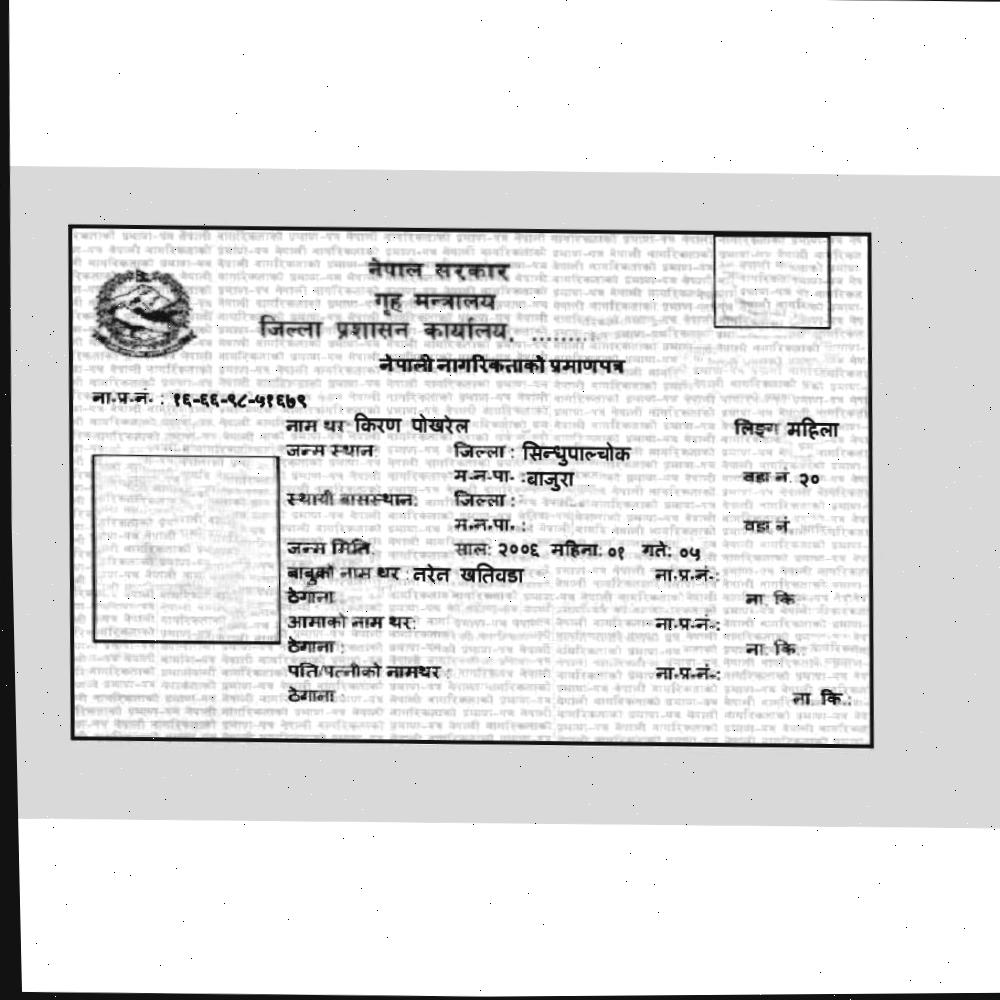 नेपाल सरकार
गृह मन्त्रालय
जिल्ला प्रशासन कार्यालय, .........
नेपाली नागरिकताको प्रमाणपत्र
ना.प्र.नं. : १६-६६-९८-५१६७९
नाम थर किरण पोखरेल लिङ्ग महिला
जन्म स्थान: जिल्ला : सिन्धुपाल्चोक
म.न.पा. : बाजुरा वडा नं. २०
स्थायी बासस्थान: जिल्ला :
म.न.पा. : वडा नं.
जन्म मिति: साल: २००६ महिना: ०१ गते: ०५
बाबुको नाम थर : नरेन खतिवडा ना.प्र.नं.:
ठेगाना ना. कि.
आमाको नाम थर: ना.प्र.नं.:
ठेगाना : ना. कि.:
पति/पत्नीको नामथर : ना.प्र.नं.:
ठेगाना ना. कि.: